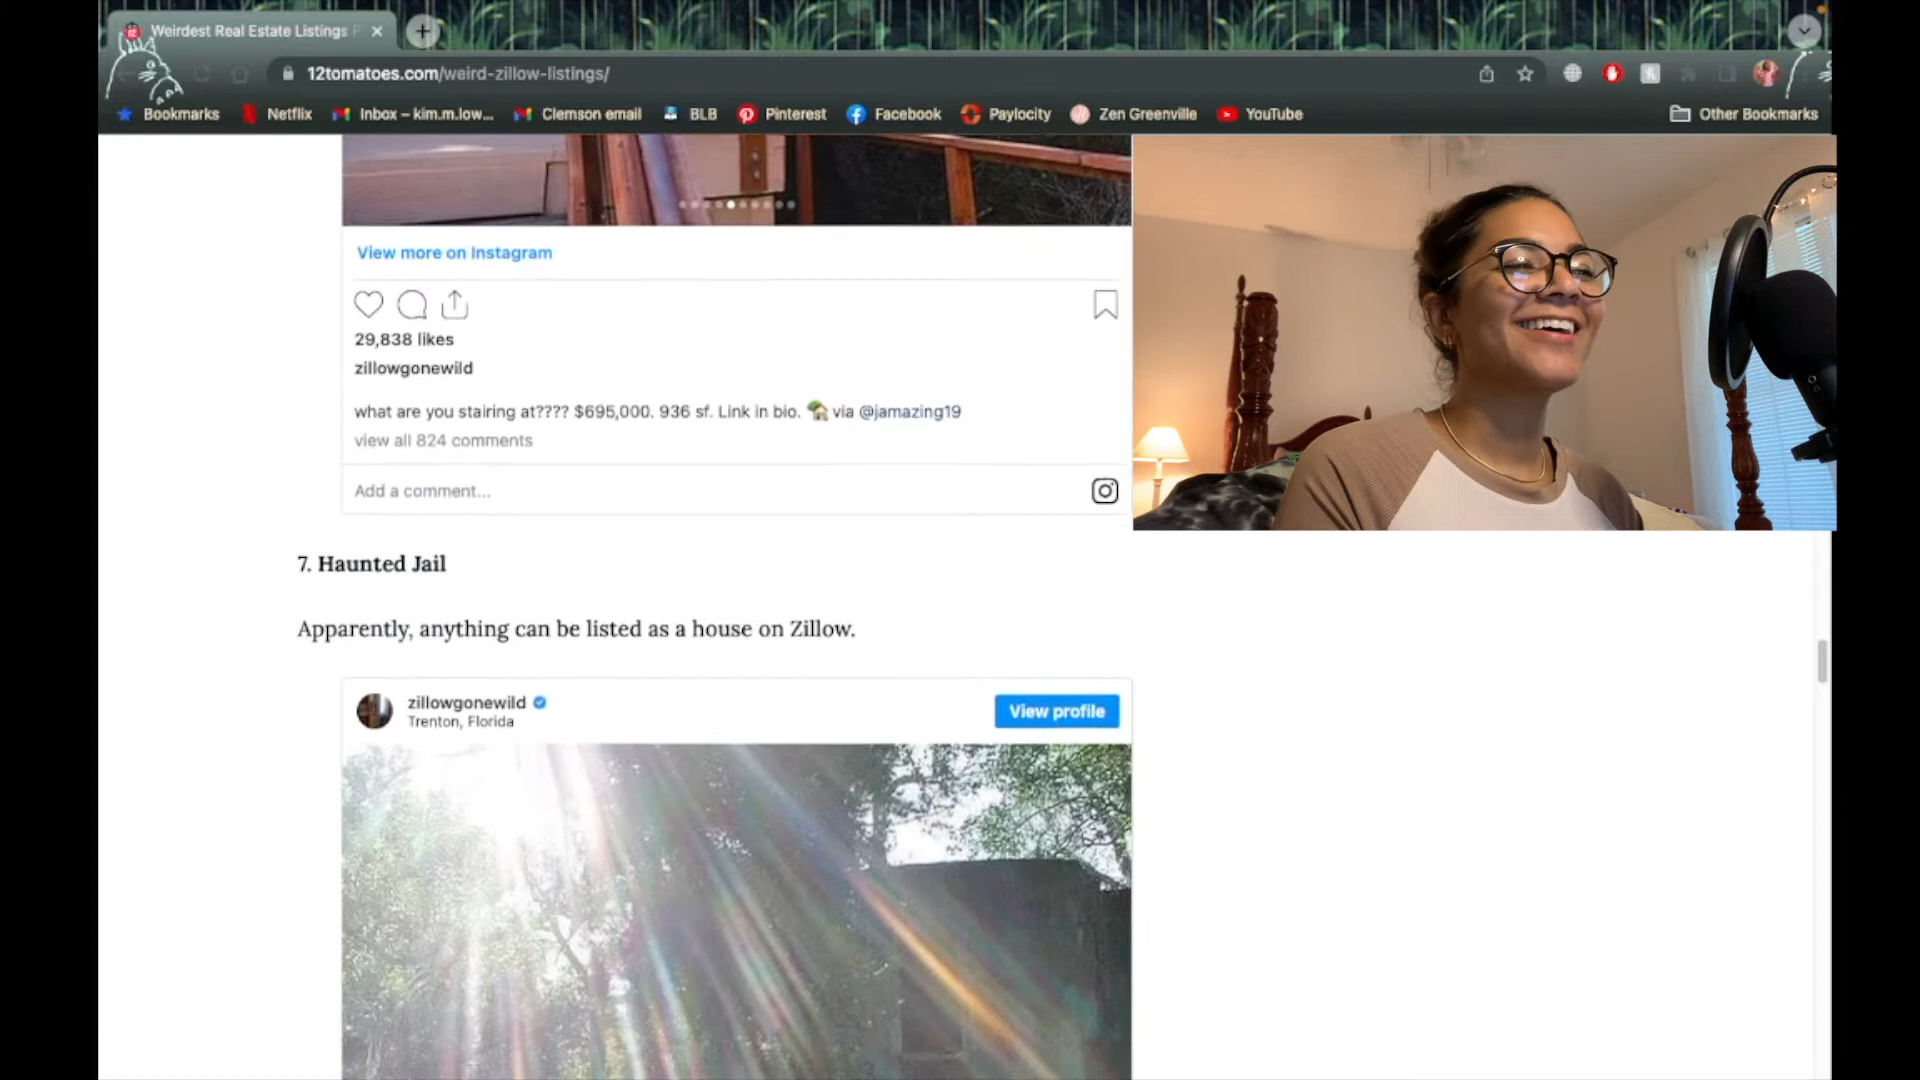 Weirdest Real Estate Listings
12tomatoes.com/weird-zillow-listings/
Bookmarks
Netflix
Inbox – kim.m.low...
Clemson email
BLB
Pinterest
Facebook
Paylocity
Zen Greenville
YouTube
Other Bookmarks
View more on Instagram
29,838 likes
zillowgonewild
what are you stairing at???? $695,000. 936 sf. Link in bio. via @jamazing19
view all 824 comments
Add a comment...
7. Haunted Jail
Apparently, anything can be listed as a house on Zillow.
zillowgonewild
Trenton, Florida
View profile